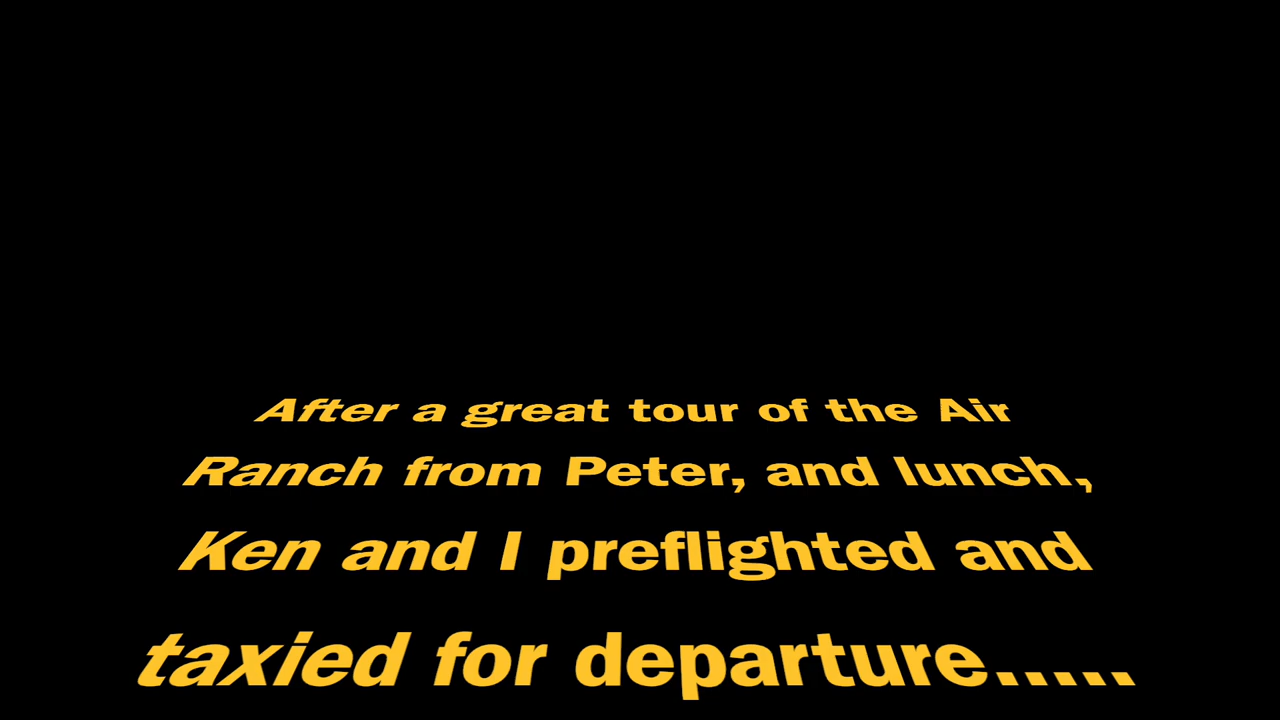 After a great tour of the Air
Ranch from Peter, and lunch,
Ken and I preflighted and
taxied for departure.....